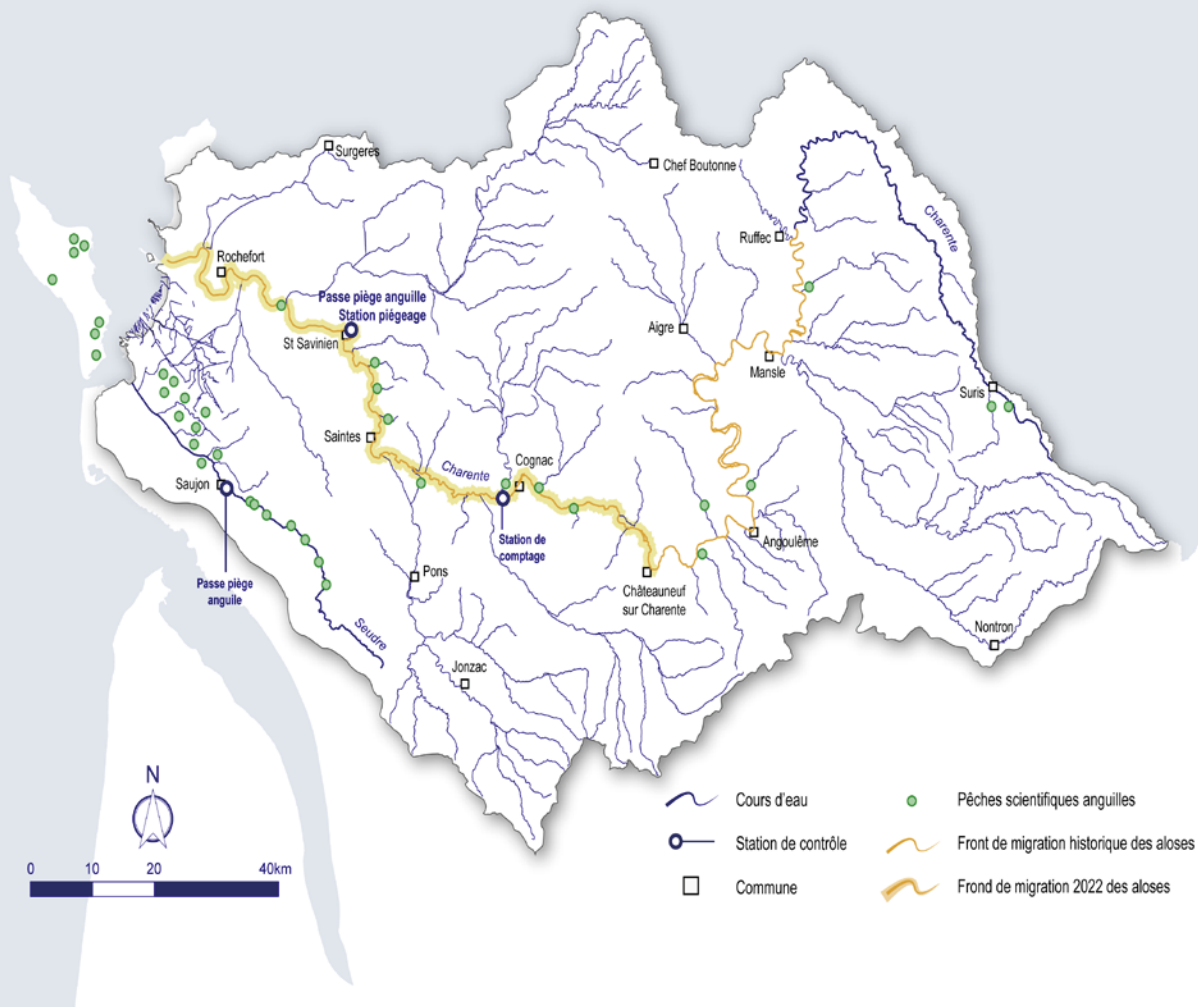 Surgères
Chef Boutonne
Charente
Ruffec
Rochefort
Passe piège anguille
Station piégeage
St Savinien
Aigre
Mansle
Suris
Saintes
Charente
Cognac
Saujon
Station de
comptage
Angoulême
Passe piège
anguile
Pons
Châteauneuf
sur Charente
Seudre
Nontron
Jonzac
N
0 10 20 40km
Cours d'eau
Station de contrôle
Commune
Pêches scientifiques anguilles
Front de migration historique des aloses
Frond de migration 2022 des aloses